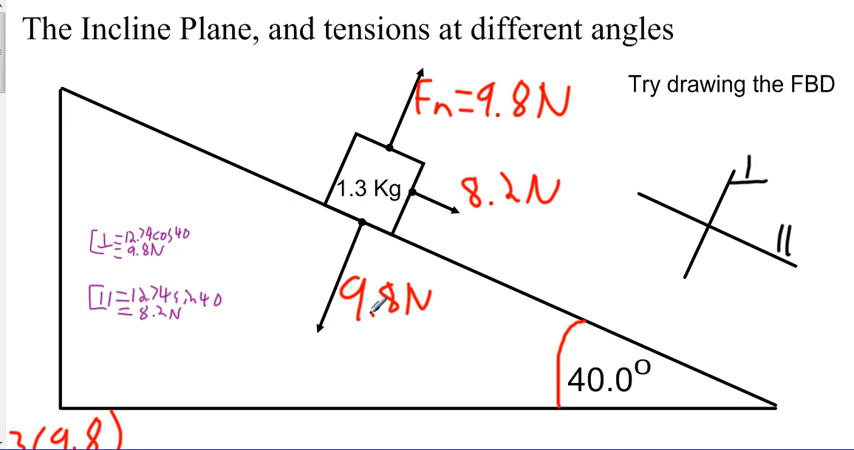 The Incline Plane, and tensions at different angles
Try drawing the FBD
Fn=9.8N
1.3 Kg
8.2N
⊥
||
[⊥=12.74cos40
=9.8N
[||=12.74sin40
=8.2N
9.8N
40.0°
3(9.8)